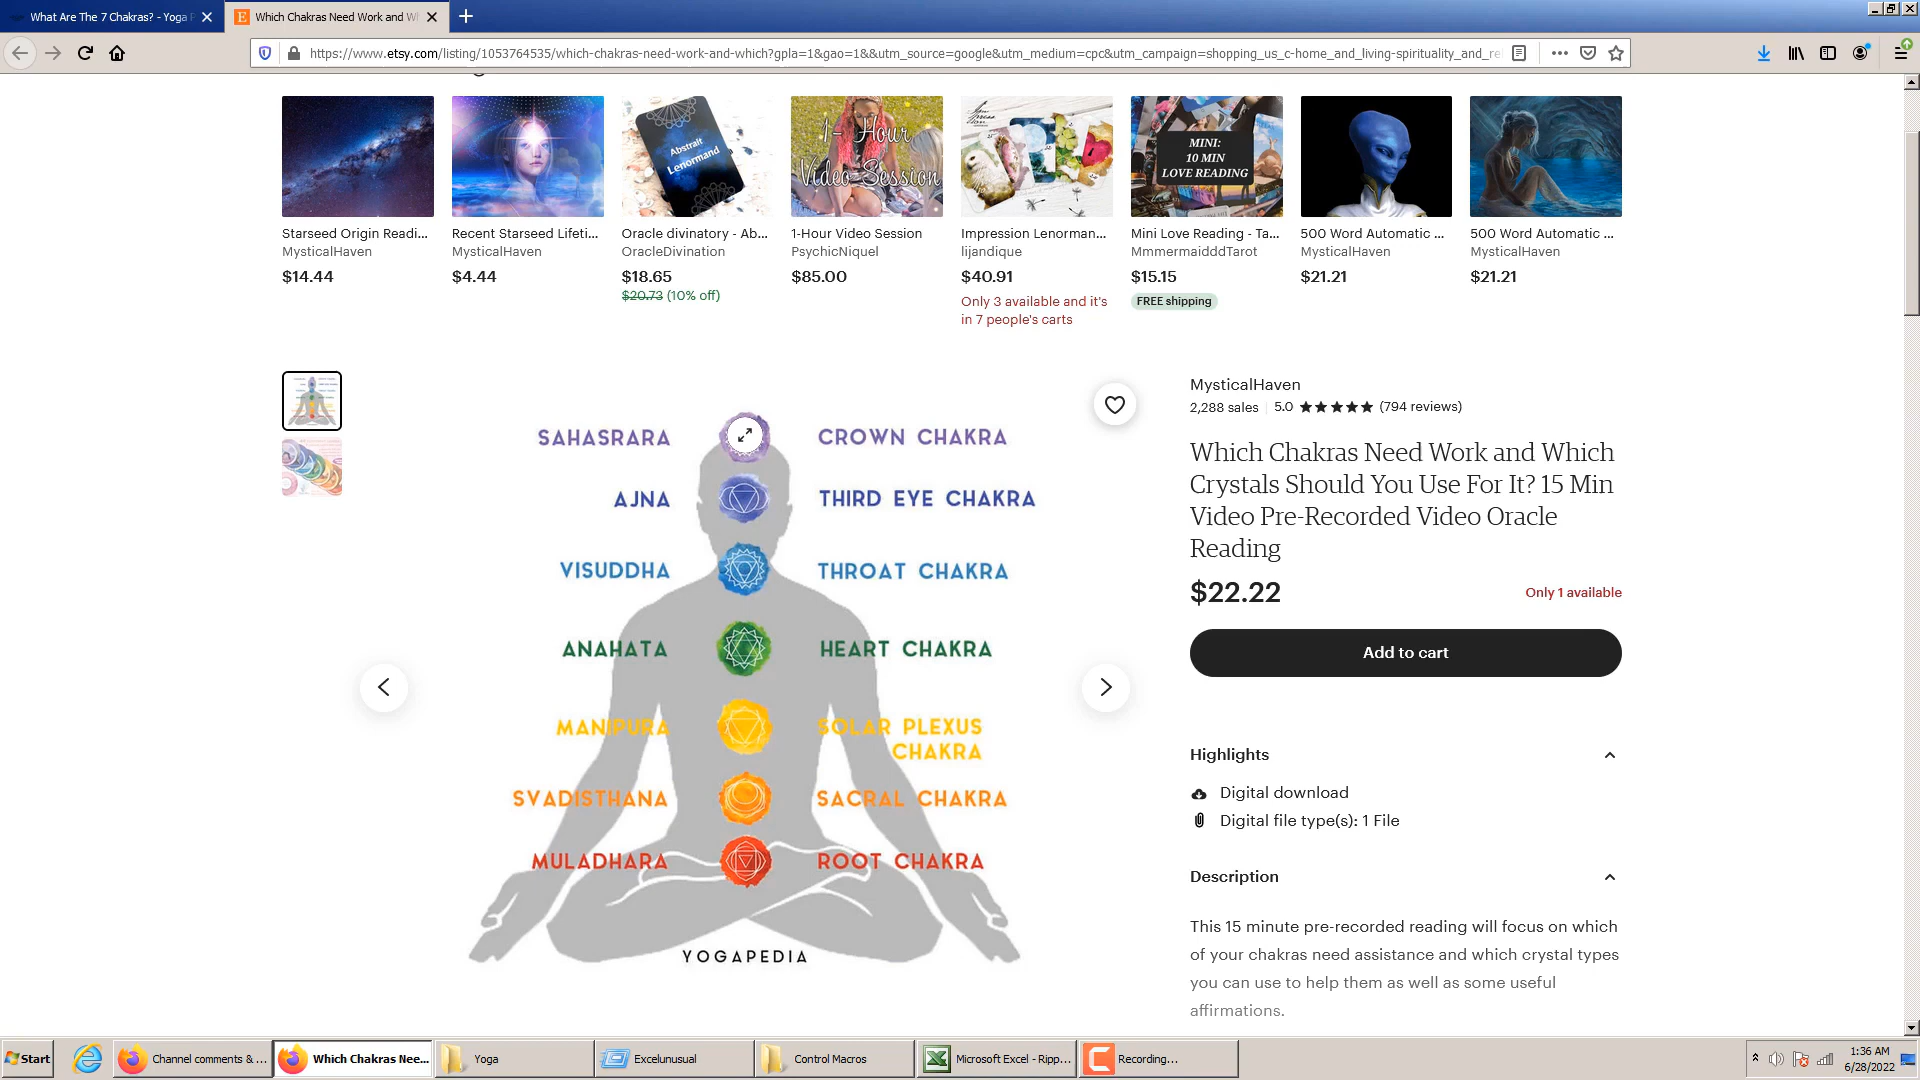 What Are The 7 Chakras? - Yoga P
Which Chakras Need Work and Wh
https://www.etsy.com/listing/1053764535/which-chakras-need-work-and-which?gpla=1&gao=1&&utm_source=google&utm_medium=cpc&utm_campaign=shopping_us_c-home_and_living-spirituality_and_re
Abstrait
Lenormand
1- Hour
Video Session
MINI:
10 MIN
LOVE READING
Starseed Origin Readi...
Recent Starseed Lifeti...
Oracle divinatory - Ab...
1-Hour Video Session
Impression Lenorman...
Mini Love Reading - Ta...
500 Word Automatic ...
500 Word Automatic ...
MysticalHaven
MysticalHaven
OracleDivination
PsychicNiquel
lijandique
MmmermaidddTarot
MysticalHaven
MysticalHaven
$14.44
$4.44
$18.65
$85.00
$40.91
$15.15
$21.21
$21.21
$20.73 (10% off)
Only 3 available and it's
in 7 people's carts
FREE shipping
SAHASRARA
CROWN CHAKRA
AJNA
THIRD EYE CHAKRA
VISUDDHA
THROAT CHAKRA
ANAHATA
HEART CHAKRA
MANIPURA
SOLAR PLEXUS
CHAKRA
SVADISTHANA
SACRAL CHAKRA
MULADHARA
ROOT CHAKRA
YOGAPEDIA
MysticalHaven
2,288 sales 5.0 ★★★★★ (794 reviews)
Which Chakras Need Work and Which
Crystals Should You Use For It? 15 Min
Video Pre-Recorded Video Oracle
Reading
$22.22
Only 1 available
Add to cart
Highlights
Digital download
Digital file type(s): 1 File
Description
This 15 minute pre-recorded reading will focus on which
of your chakras need assistance and which crystal types
you can use to help them as well as some useful
affirmations.
Start
Channel comments & ...
Which Chakras Nee...
Yoga
Excelunusual
Control Macros
Microsoft Excel - Ripp...
Recording...
1:36 AM
6/28/2022